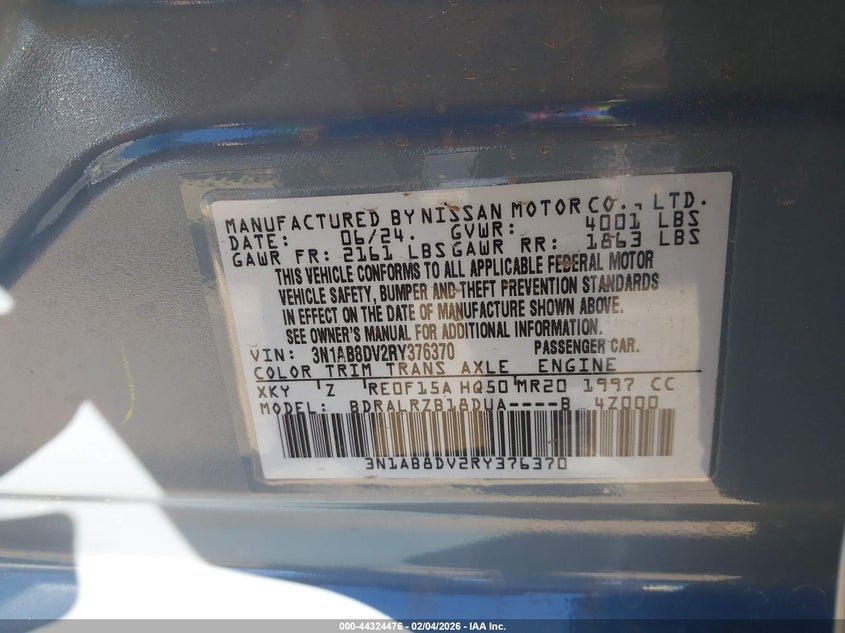 MANUFACTURED BY NISSAN MOTOR CO., LTD.
DATE: 06/24. GVWR: 4001 LBS
GAWR FR: 2161 LBS GAWR RR: 1863 LBS
THIS VEHICLE CONFORMS TO ALL APPLICABLE FEDERAL MOTOR
VEHICLE SAFETY, BUMPER AND THEFT PREVENTION STANDARDS
IN EFFECT ON THE DATE OF MANUFACTURE SHOWN ABOVE.
SEE OWNER'S MANUAL FOR ADDITIONAL INFORMATION.
VIN: 3N1AB8DV2RY376370 PASSENGER CAR.
COLOR TRIM TRANS AXLE ENGINE
XKY Z RE0F15A HQ50 MR20 1997 CC
MODEL: BDRALRZB18DUA----B 4Z000
3N1AB8DV2RY376370
000-44324476 - 02/04/2026 - IAA Inc.